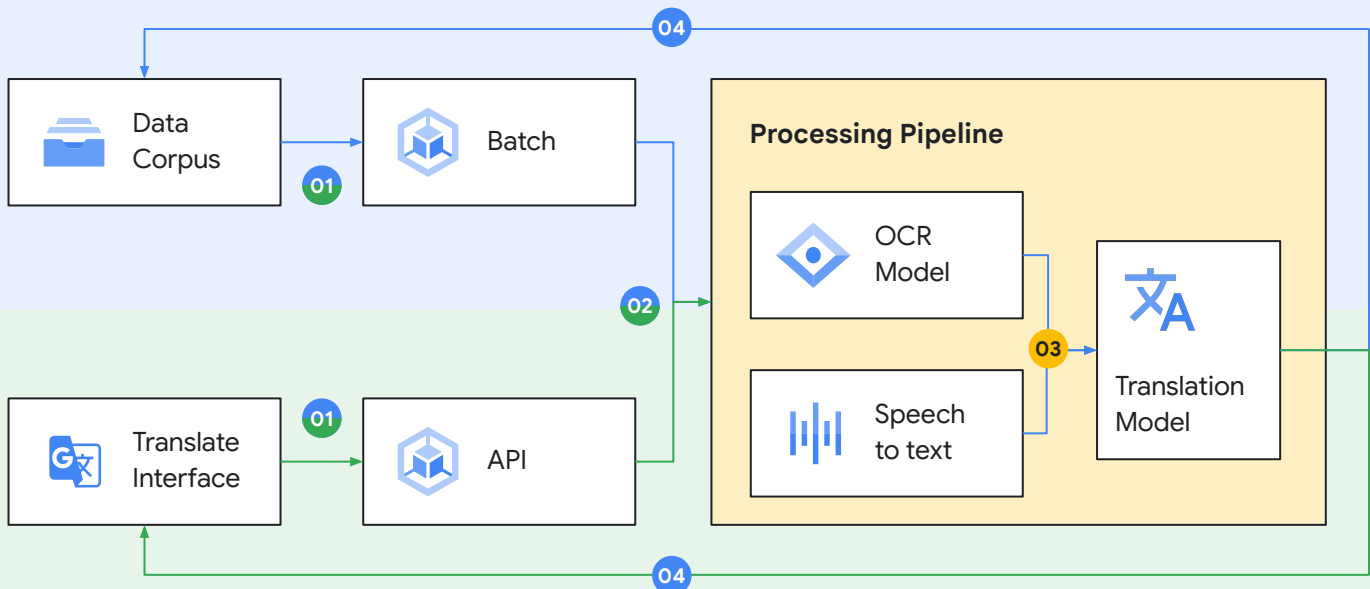 04
Data
Corpus
01
Batch
Processing Pipeline
OCR
Model
02
03
Translation
Model
Speech
to text
01
Translate
Interface
API
04